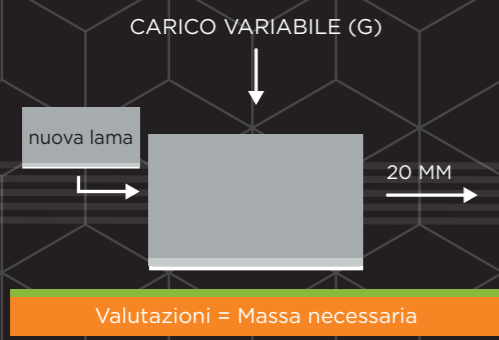 CARICO VARIABILE (G)
nuova lama
20 MM
Valutazioni = Massa necessaria